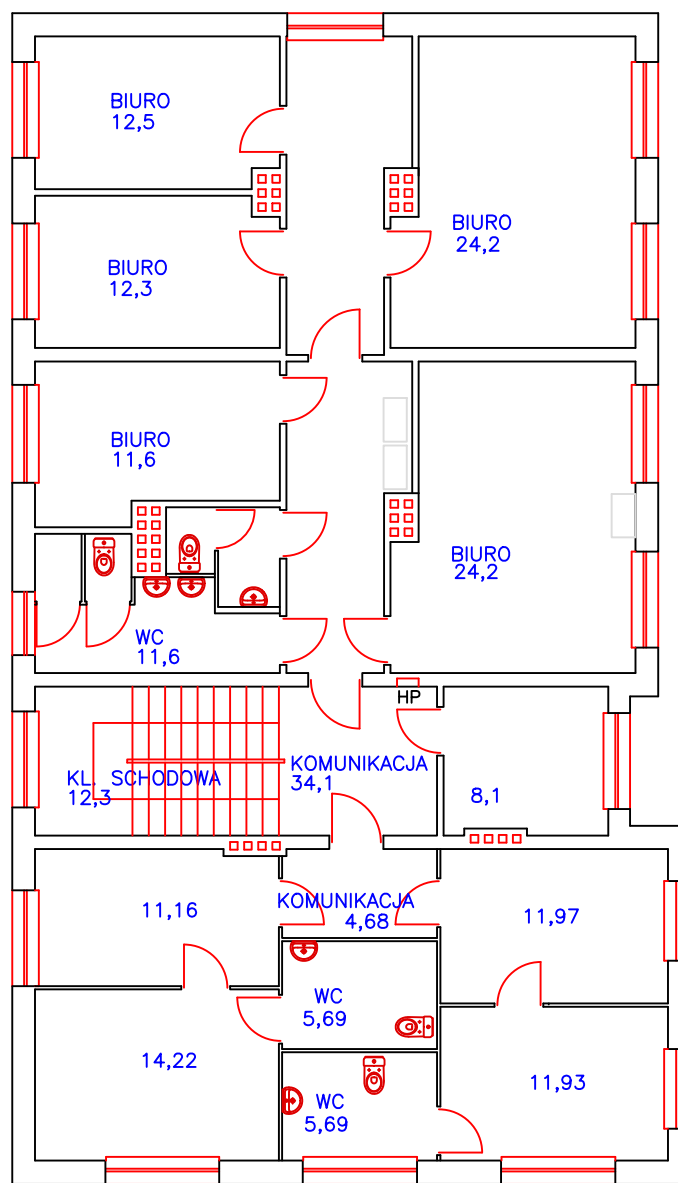 BIURO
12,5
BIURO
24,2
BIURO
12,3
BIURO
11,6
BIURO
24,2
WC
11,6
HP
KOMUNIKACJA
34,1
KL. SCHODOWA
12,3
8,1
KOMUNIKACJA
4,68
11,16
11,97
WC
5,69
14,22
11,93
WC
5,69